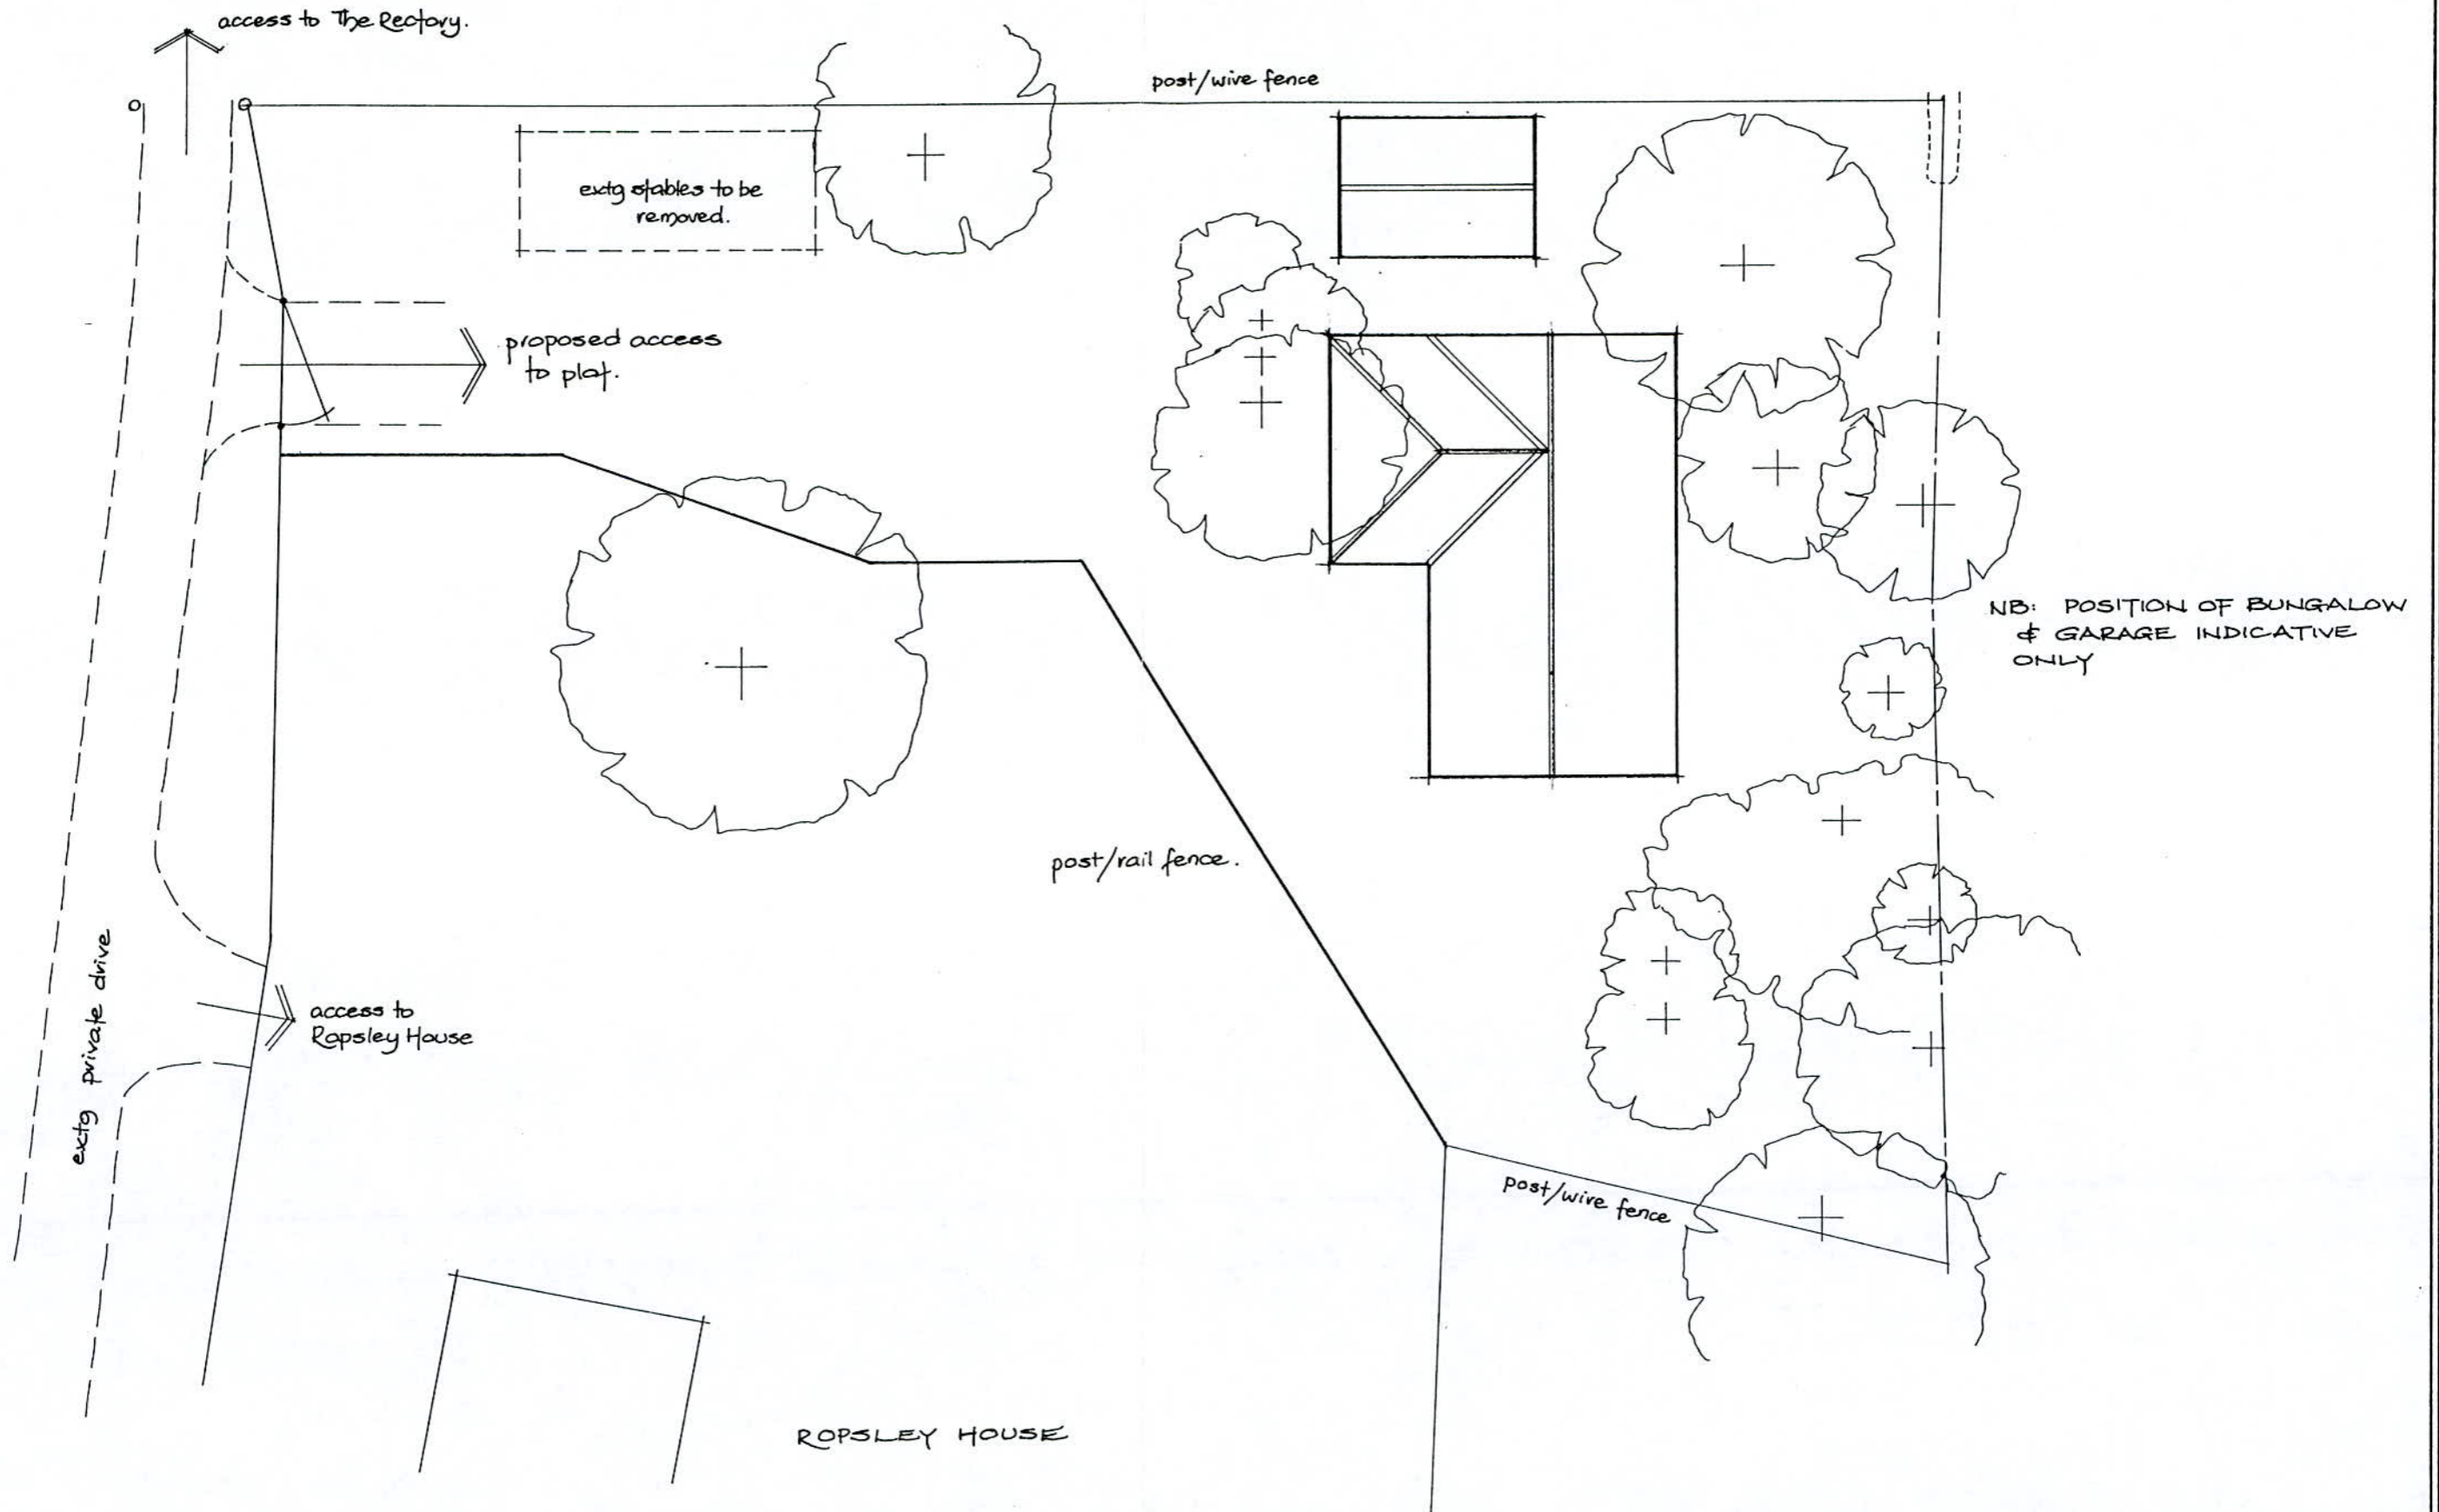 access to The Rectory.
post/wire fence
extg stables to be
removed.
proposed access
to plot.
NB: POSITION OF BUNGALOW
& GARAGE INDICATIVE
ONLY
post/rail fence.
extg private drive
access to
Ropsley House
post/wire fence
ROPSLEY HOUSE